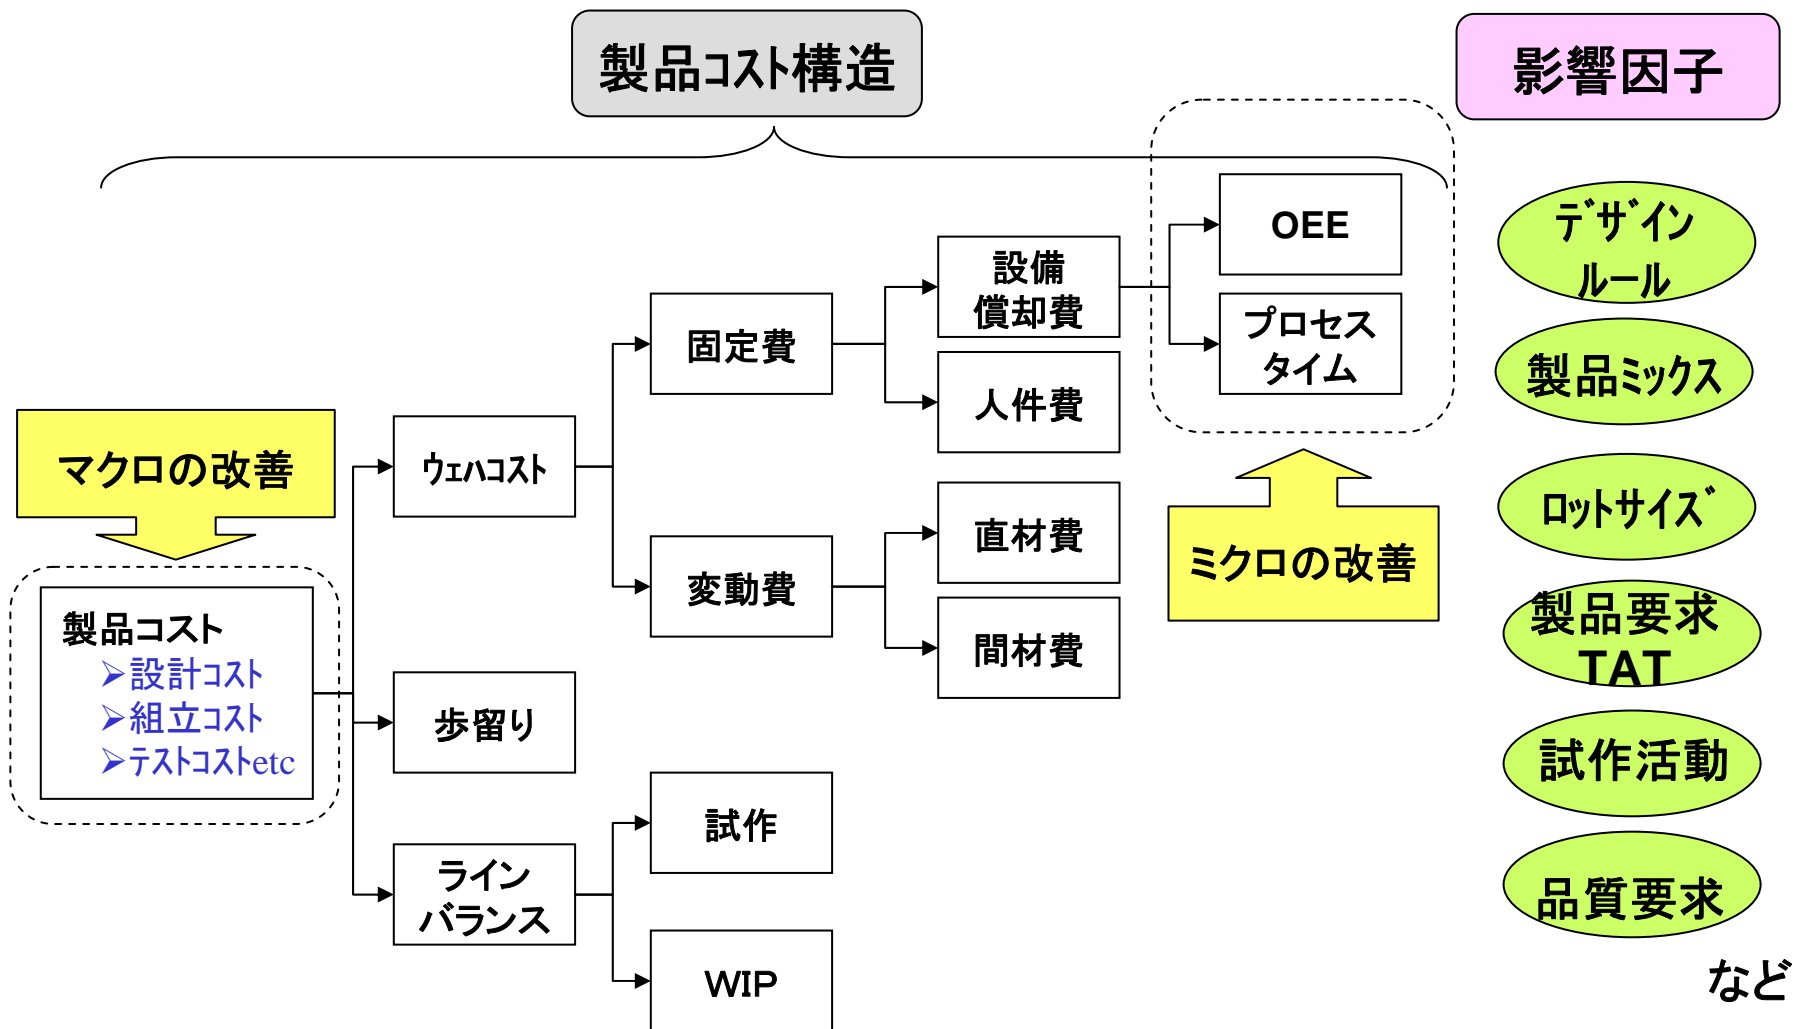 製品コスト構造
影響因子
OEE
プロセス
タイム
設備
償却費
人件費
固定費
変動費
直材費
間材費
ウェハコスト
歩留り
ライン
バランス
試作
WIP
マクロの改善
製品コスト
➢設計コスト
➢組立コスト
➢テストコストetc
ミクロの改善
デザイン
ルール
製品ミックス
ロットサイズ
製品要求
TAT
試作活動
品質要求
など